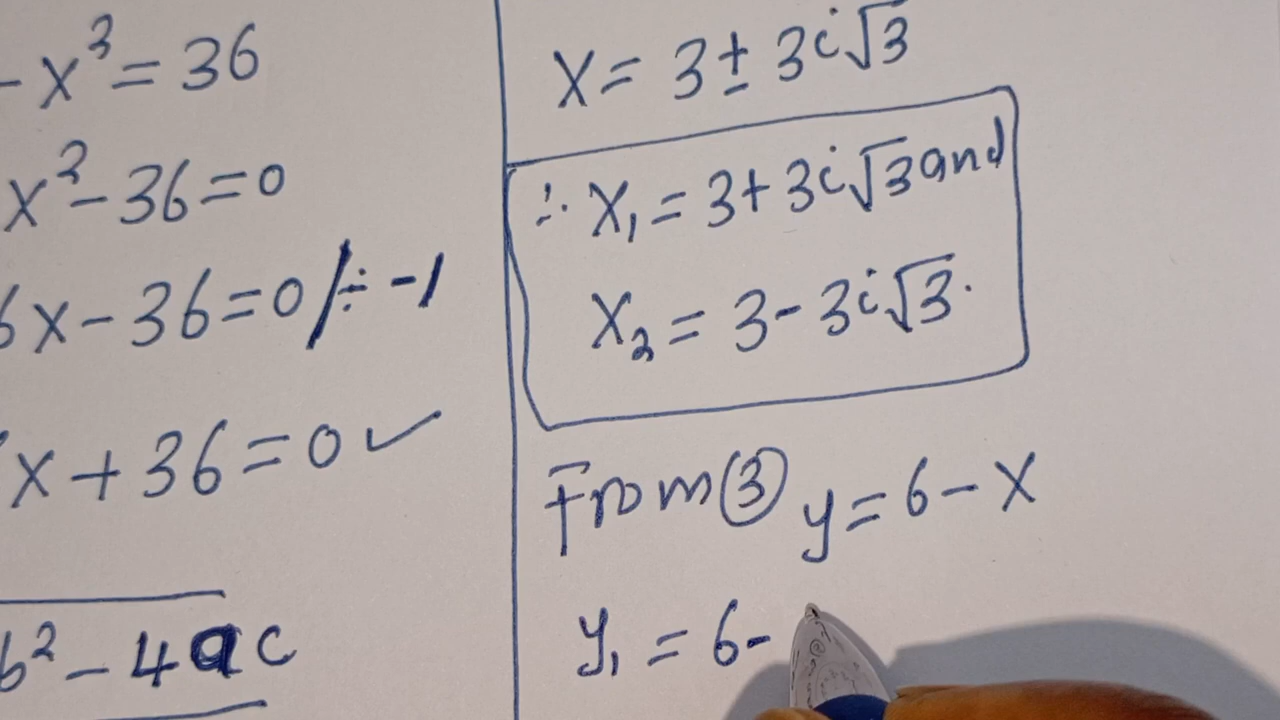 - x³ = 36
x² - 36 = 0
6x - 36 = 0 / ÷ -1
x + 36 = 0 ✓
b² - 4ac
x = 3 ± 3i√3
∴ x₁ = 3 + 3i√3 and
x₂ = 3 - 3i√3.
From ③ y = 6 - x
y₁ = 6 -